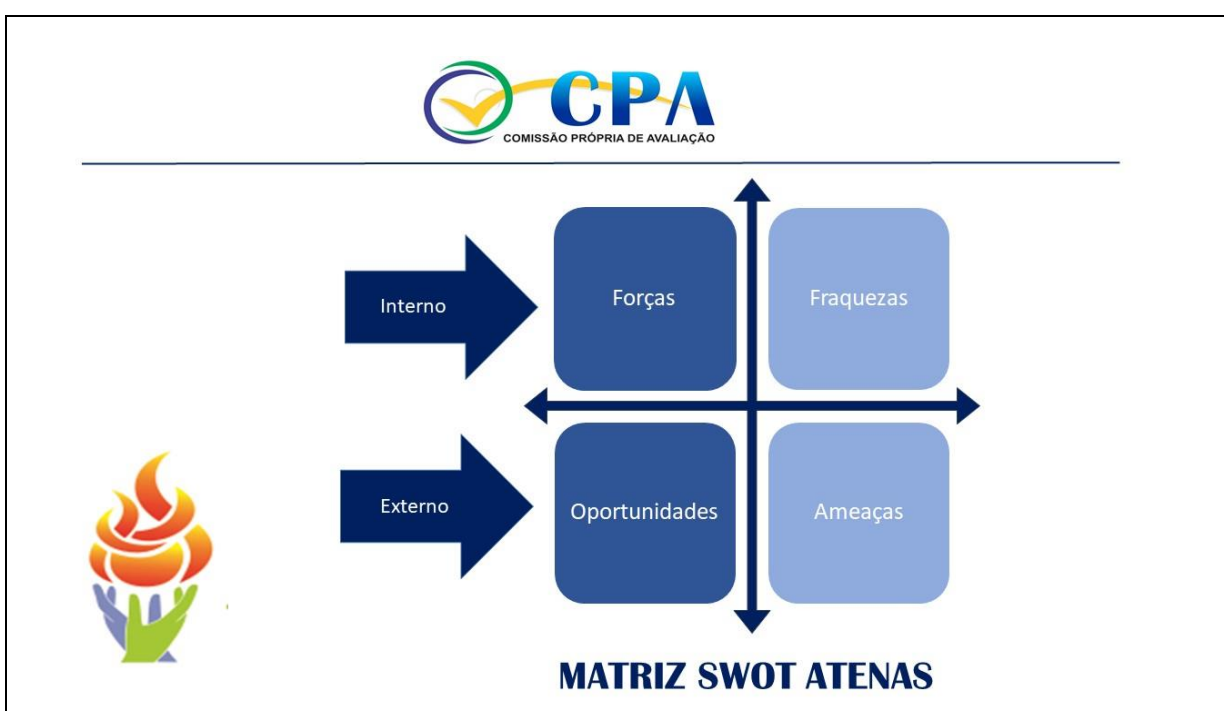 CPA
COMISSÃO PRÓPRIA DE AVALIAÇÃO
Interno
Forças
Fraquezas
Externo
Oportunidades
Ameaças
MATRIZ SWOT ATENAS